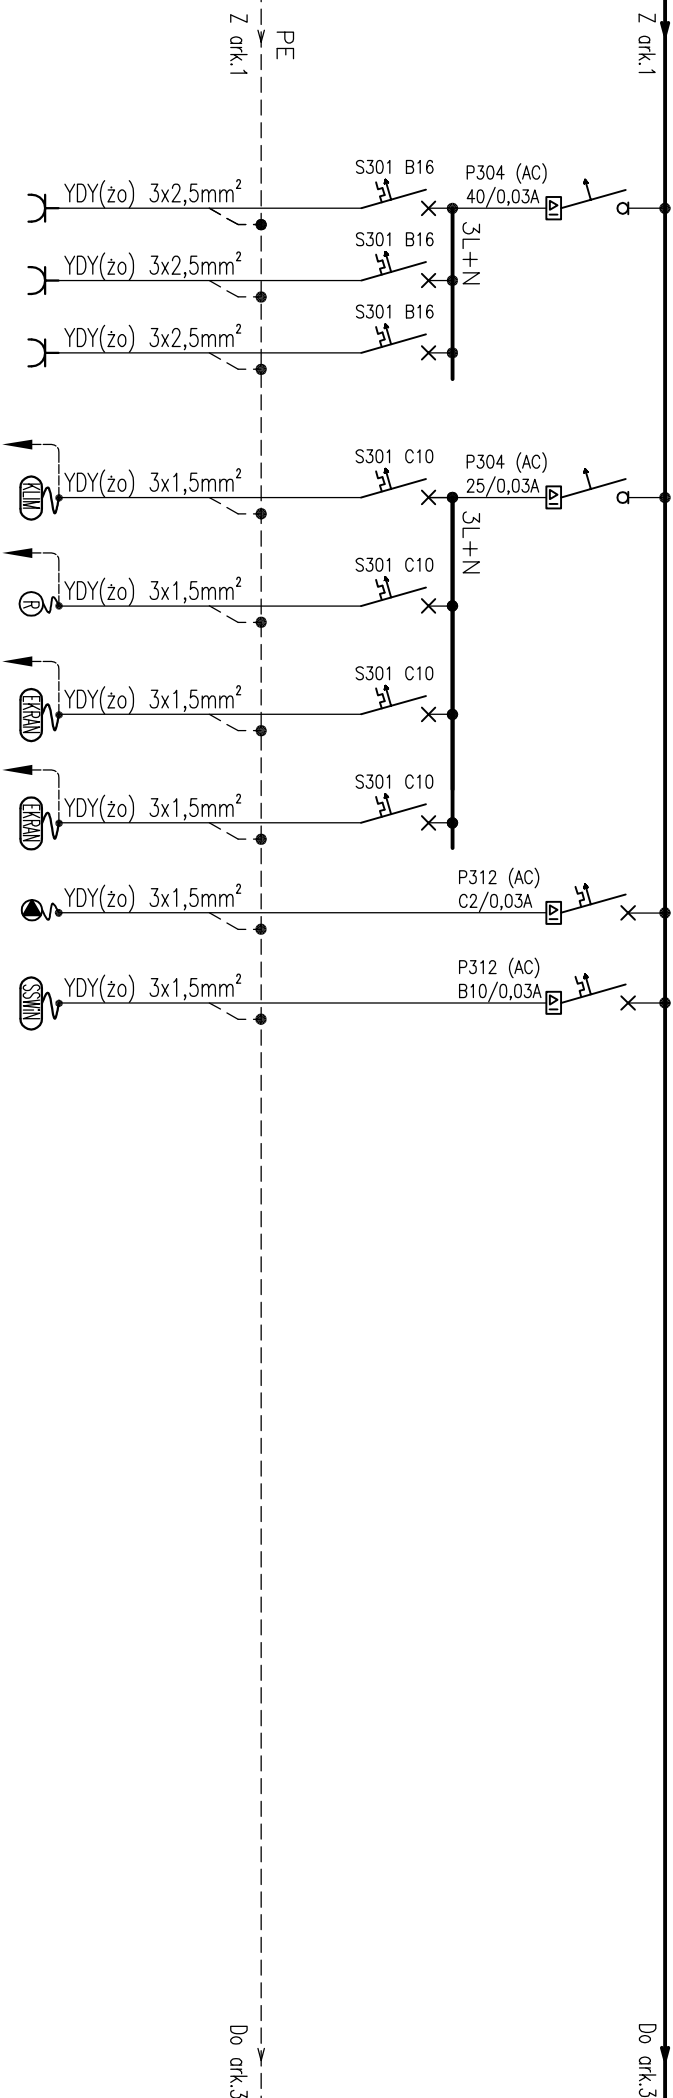 Z ark.1
PE
Z ark.1
YDY(żo) 3x2,5mm²
S301 B16
P304 (AC)
40/0,03A
3L+N
YDY(żo) 3x2,5mm²
S301 B16
YDY(żo) 3x2,5mm²
S301 B16
KLIM
YDY(żo) 3x1,5mm²
S301 C10
P304 (AC)
25/0,03A
3L+N
R
YDY(żo) 3x1,5mm²
S301 C10
EKRAN
YDY(żo) 3x1,5mm²
S301 C10
EKRAN
YDY(żo) 3x1,5mm²
S301 C10
YDY(żo) 3x1,5mm²
P312 (AC)
C2/0,03A
SSWiN
YDY(żo) 3x1,5mm²
P312 (AC)
B10/0,03A
Do ark.3
Do ark.3